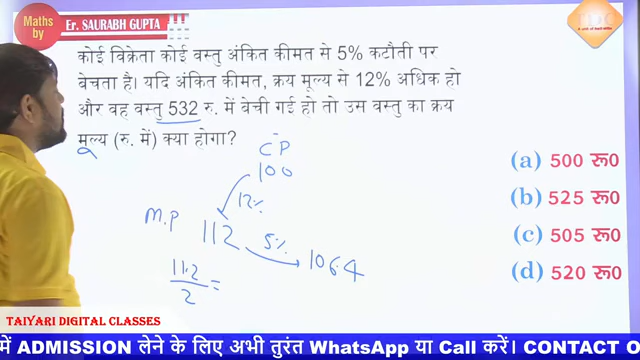 Maths
by
Er. SAURABH GUPTA
कोई विक्रेता कोई वस्तु अंकित कीमत से 5% कटौती पर
बेचता है। यदि अंकित कीमत, क्रय मूल्य से 12% अधिक हो
और वह वस्तु 532 रु. में बेची गई हो तो उस वस्तु का क्रय
मूल्य (रु. में) क्या होगा?
(a) 500 रू0
(b) 525 रू0
(c) 505 रू0
(d) 520 रू0
CP
100
12%
M.P 112
5%
106.4
11.2
2
=
TAIYARI DIGITAL CLASSES
में ADMISSION लेने के लिए अभी तुरंत WhatsApp या Call करें। CONTACT O